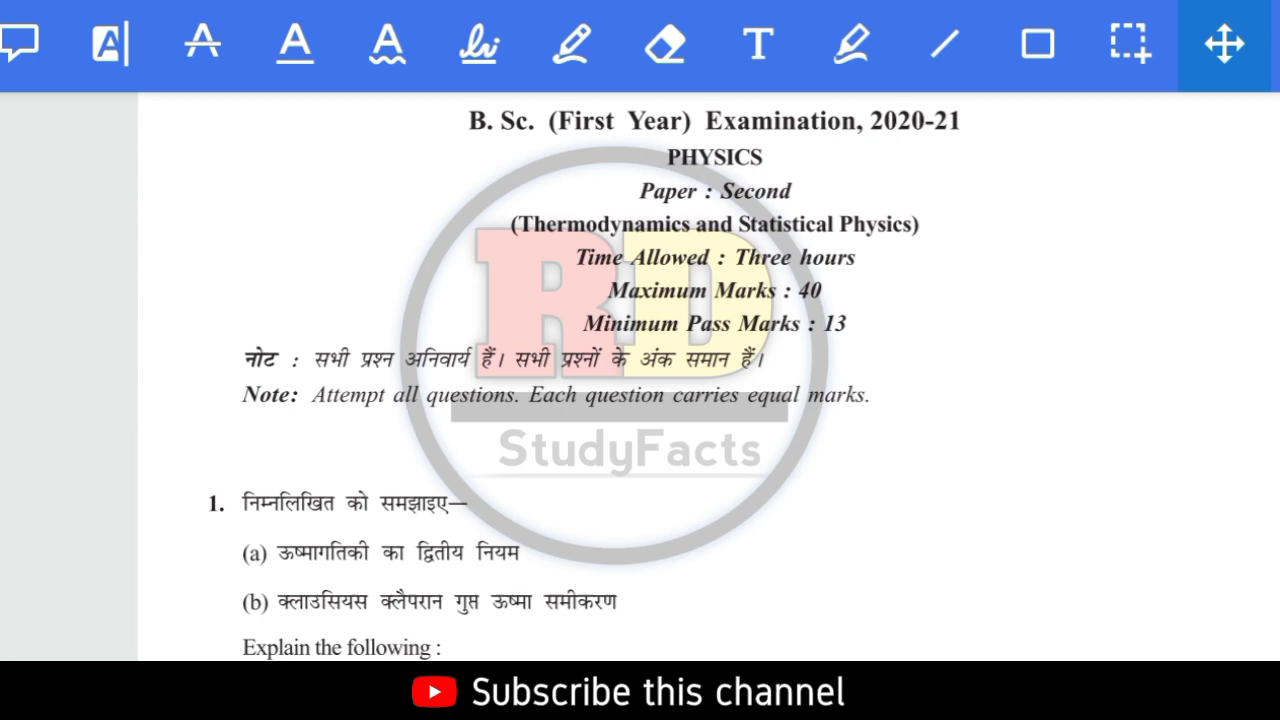 B. Sc. (First Year) Examination, 2020-21
PHYSICS
Paper : Second
(Thermodynamics and Statistical Physics)
Time Allowed : Three hours
Maximum Marks : 40
Minimum Pass Marks : 13
नोट : सभी प्रश्न अनिवार्य हैं। सभी प्रश्नों के अंक समान हैं।
Note: Attempt all questions. Each question carries equal marks.
RD
StudyFacts
1. निम्नलिखित को समझाइए—
(a) ऊष्मागतिकी का द्वितीय नियम
(b) क्लाउसियस क्लैपरान गुप्त ऊष्मा समीकरण
Explain the following :
Subscribe this channel